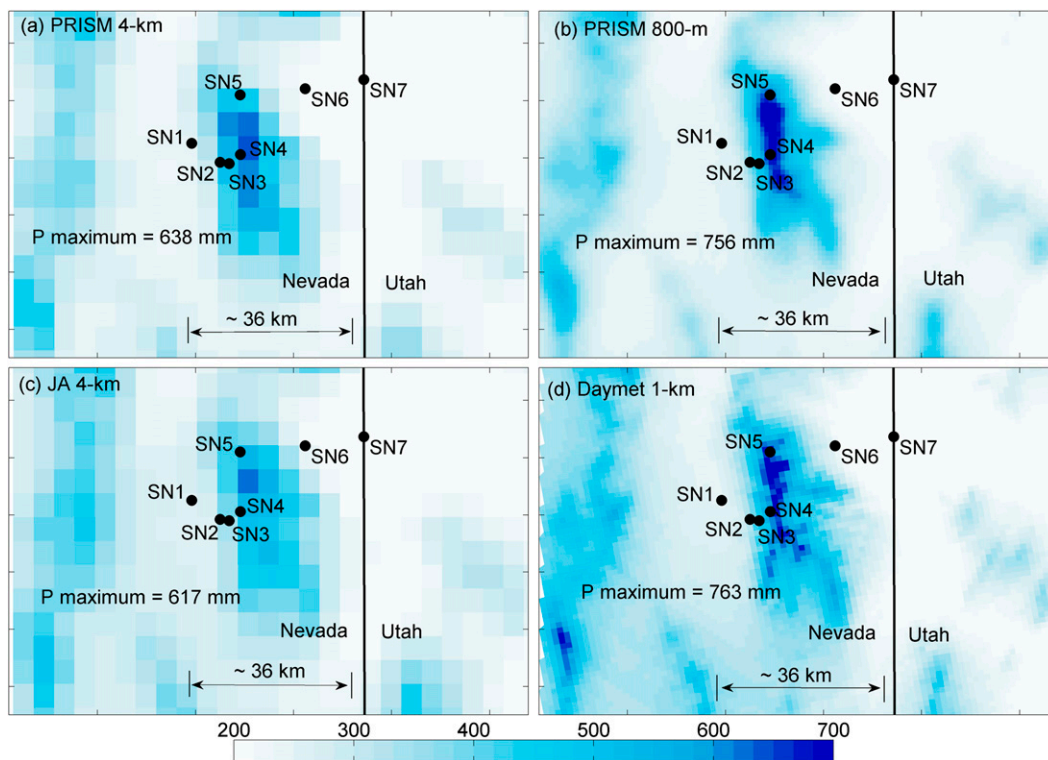 (a) PRISM 4-km
SN5
SN6
SN7
SN1
SN4
SN2
SN3
P maximum = 638 mm
Nevada
Utah
~ 36 km
(b) PRISM 800-m
SN5
SN6
SN7
SN1
SN4
SN2
SN3
P maximum = 756 mm
Nevada
Utah
~ 36 km
(c) JA 4-km
SN5
SN6
SN7
SN1
SN4
SN2
SN3
P maximum = 617 mm
Nevada
Utah
~ 36 km
(d) Daymet 1-km
SN5
SN6
SN7
SN1
SN4
SN2
SN3
P maximum = 763 mm
Nevada
Utah
~ 36 km
200 300 400 500 600 700